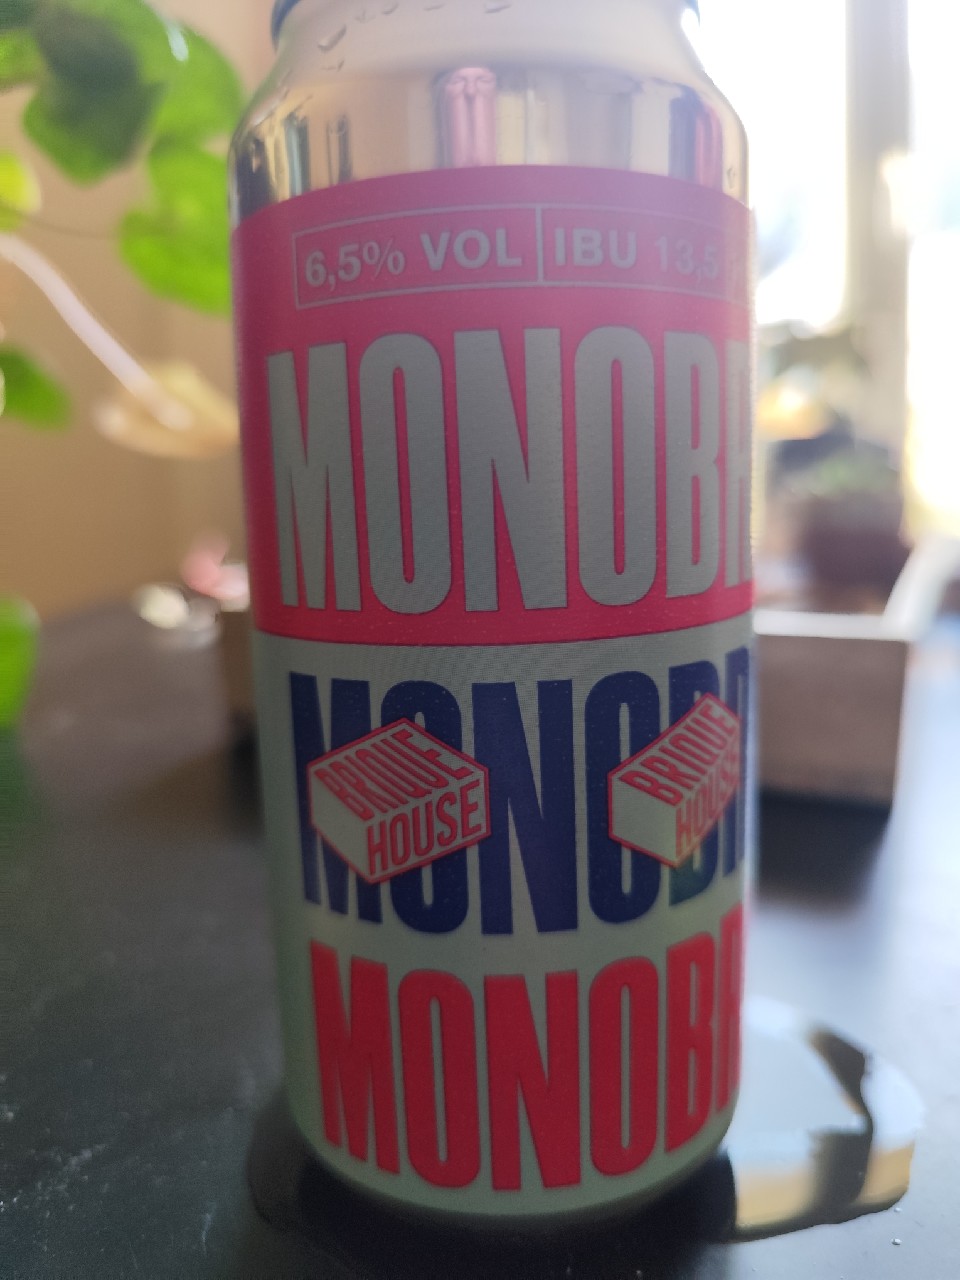 6,5% VOL IBU 13,5
MONOB
MONOB
BRIQUE
HOUSE
BRIQUE
HOUSE
MONOB